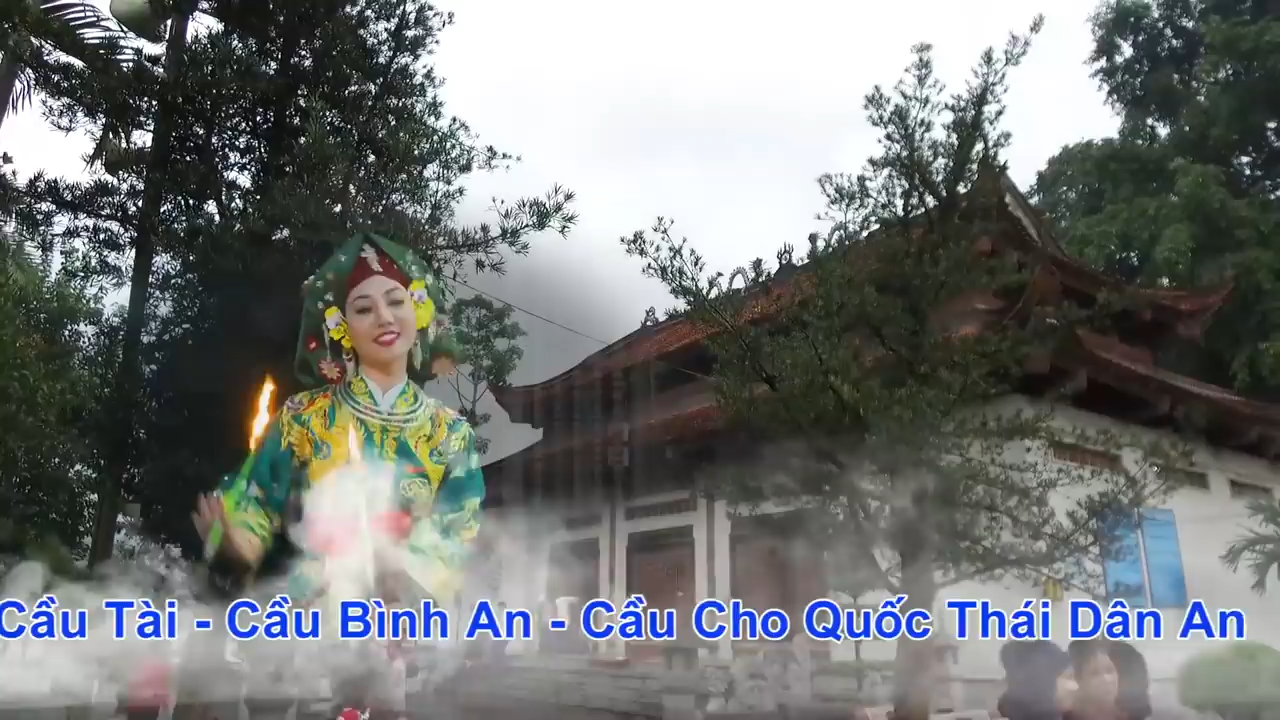 Cầu Tài - Cầu Bình An - Cầu Cho Quốc Thái Dân An